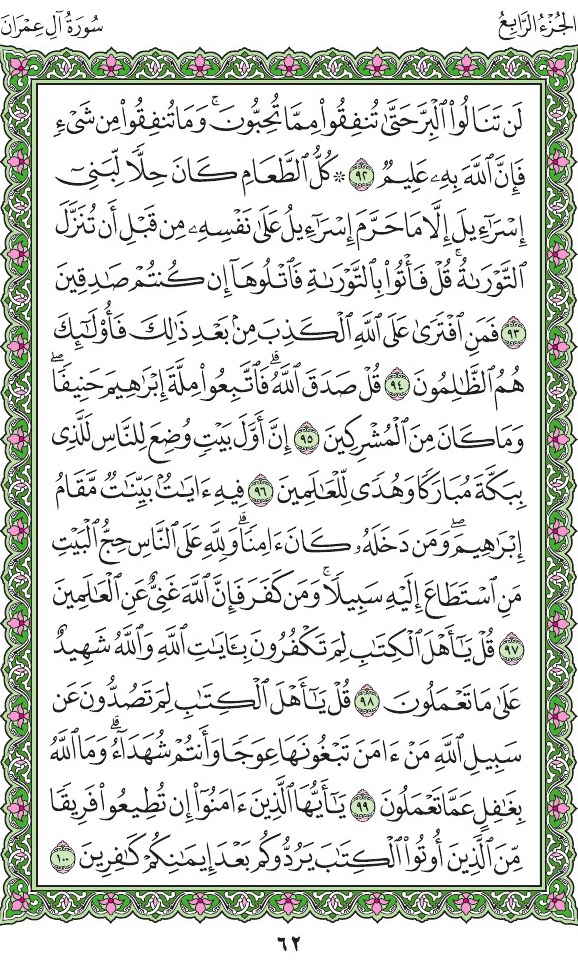 الجُزْءُ الرَّابِعُ
سُورَةُ آلِ عِمْرَان
لَن تَنَالُوا۟ ٱلْبِرَّ حَتَّىٰ تُنفِقُوا۟ مِمَّا تُحِبُّونَ ۚ وَمَا تُنفِقُوا۟ مِن شَىْءٍ
فَإِنَّ ٱللَّهَ بِهِۦ عَلِيمٌ ٩٢ ۞ كُلُّ ٱلطَّعَامِ كَانَ حِلًّا لِّبَنِىٓ
إِسْرَٰٓءِيلَ إِلَّا مَا حَرَّمَ إِسْرَٰٓءِيلُ عَلَىٰ نَفْسِهِۦ مِن قَبْلِ أَن تُنَزَّلَ
ٱلتَّوْرَىٰةُ ۗ قُلْ فَأْتُوا۟ بِٱلتَّوْرَىٰةِ فَٱتْلُوهَآ إِن كُنتُمْ صَٰدِقِينَ
٩٣ فَمَنِ ٱفْتَرَىٰ عَلَى ٱللَّهِ ٱلْكَذِبَ مِنۢ بَعْدِ ذَٰلِكَ فَأُو۟لَٰٓئِكَ
هُمُ ٱلظَّٰلِمُونَ ٩٤ قُلْ صَدَقَ ٱللَّهُ ۗ فَٱتَّبِعُوا۟ مِلَّةَ إِبْرَٰهِيمَ حَنِيفًا ۖ
وَمَا كَانَ مِنَ ٱلْمُشْرِكِينَ ٩٥ إِنَّ أَوَّلَ بَيْتٍ وُضِعَ لِلنَّاسِ لَلَّذِى
بِبَكَّةَ مُبَارَكًا وَهُدًى لِّلْعَٰلَمِينَ ٩٦ فِيهِ ءَايَٰتٌۢ بَيِّنَٰتٌ مَّقَامُ
إِبْرَٰهِيمَ ۖ وَمَن دَخَلَهُۥ كَانَ ءَامِنًا ۗ وَلِلَّهِ عَلَى ٱلنَّاسِ حِجُّ ٱلْبَيْتِ
مَنِ ٱسْتَطَاعَ إِلَيْهِ سَبِيلًا ۚ وَمَن كَفَرَ فَإِنَّ ٱللَّهَ غَنِىٌّ عَنِ ٱلْعَٰلَمِينَ
٩٧ قُلْ يَٰٓأَهْلَ ٱلْكِتَٰبِ لِمَ تَكْفُرُونَ بِـَٔايَٰتِ ٱللَّهِ وَٱللَّهُ شَهِيدٌ
عَلَىٰ مَا تَعْمَلُونَ ٩٨ قُلْ يَٰٓأَهْلَ ٱلْكِتَٰبِ لِمَ تَصُدُّونَ عَن
سَبِيلِ ٱللَّهِ مَنْ ءَامَنَ تَبْغُونَهَا عِوَجًا وَأَنتُمْ شُهَدَآءُ ۗ وَمَا ٱللَّهُ
بِغَٰفِلٍ عَمَّا تَعْمَلُونَ ٩٩ يَٰٓأَيُّهَا ٱلَّذِينَ ءَامَنُوٓا۟ إِن تُطِيعُوا۟ فَرِيقًا
مِّنَ ٱلَّذِينَ أُوتُوا۟ ٱلْكِتَٰبَ يَرُدُّوكُم بَعْدَ إِيمَٰنِكُمْ كَٰفِرِينَ ١٠٠
٦٢